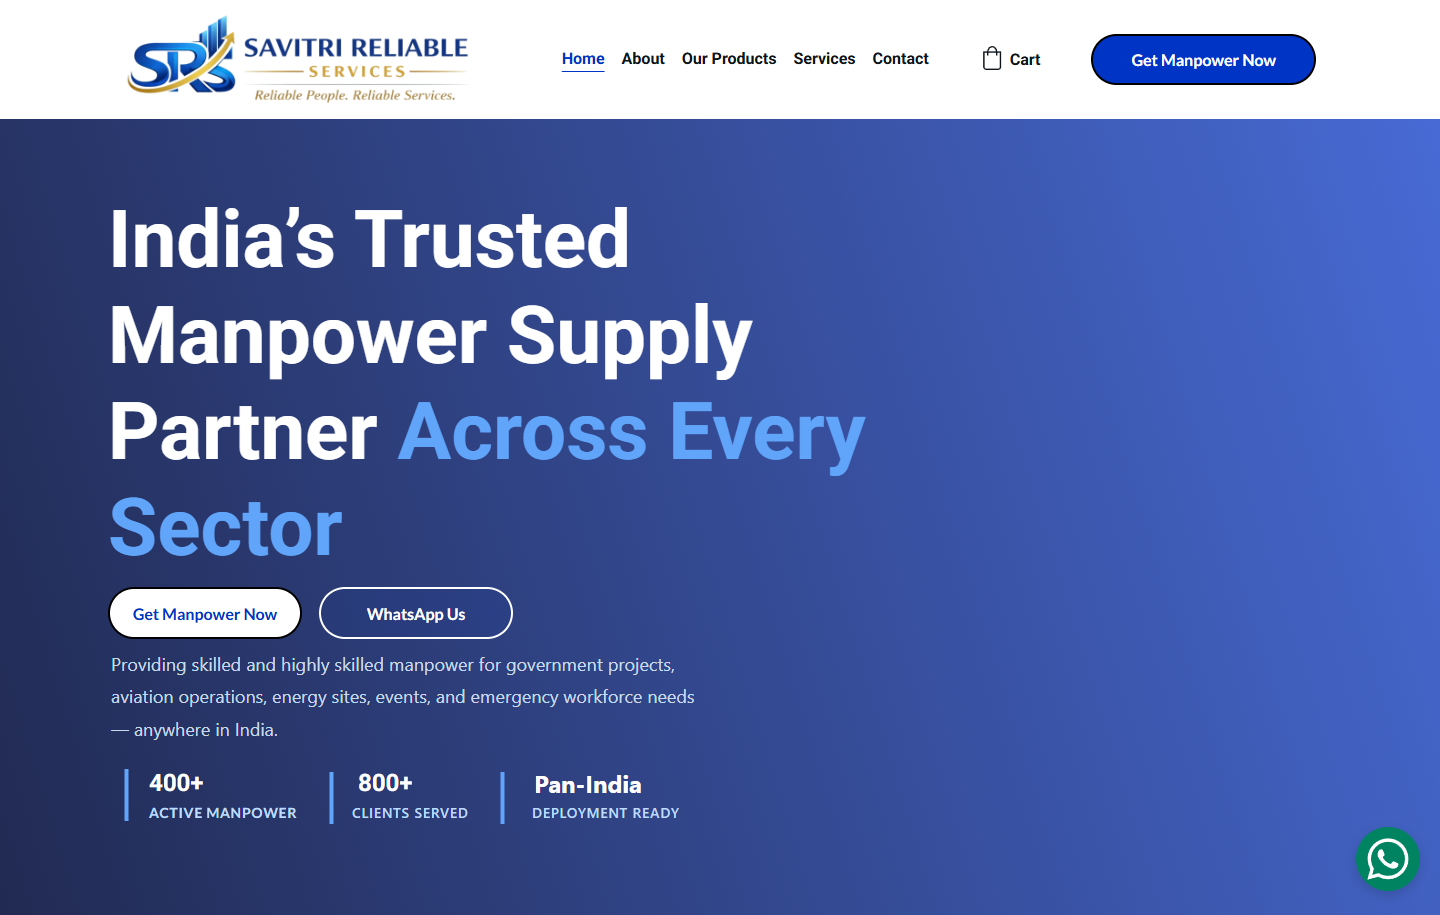 SRS
SAVITRI RELIABLE
SERVICES
Reliable People. Reliable Services.
Home About Our Products Services Contact Cart Get Manpower Now
India’s Trusted
Manpower Supply
Partner Across Every
Sector
Get Manpower Now WhatsApp Us
Providing skilled and highly skilled manpower for government projects,
aviation operations, energy sites, events, and emergency workforce needs
— anywhere in India.
400+ 800+ Pan-India
ACTIVE MANPOWER CLIENTS SERVED DEPLOYMENT READY